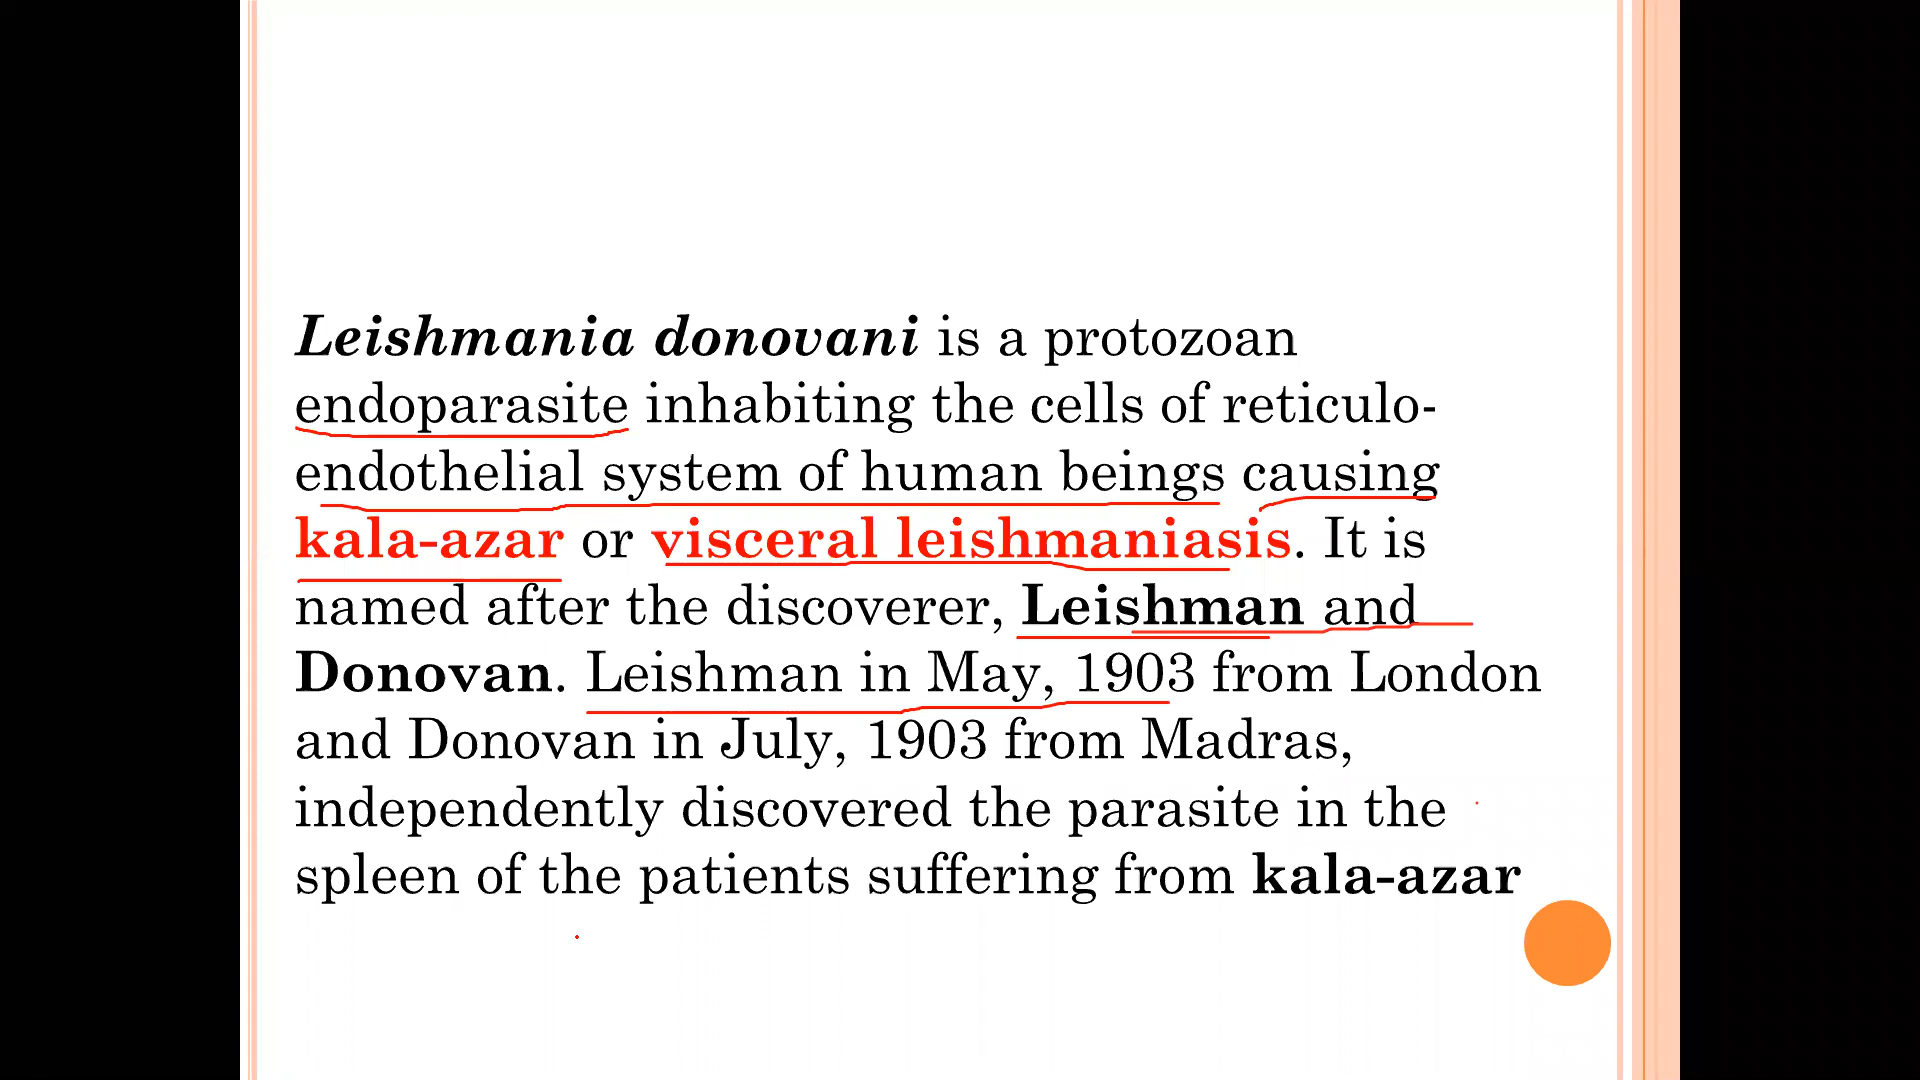 Leishmania donovani is a protozoan
endoparasite inhabiting the cells of reticulo-
endothelial system of human beings causing
kala-azar or visceral leishmaniasis. It is
named after the discoverer, Leishman and
Donovan. Leishman in May, 1903 from London
and Donovan in July, 1903 from Madras,
independently discovered the parasite in the
spleen of the patients suffering from kala-azar